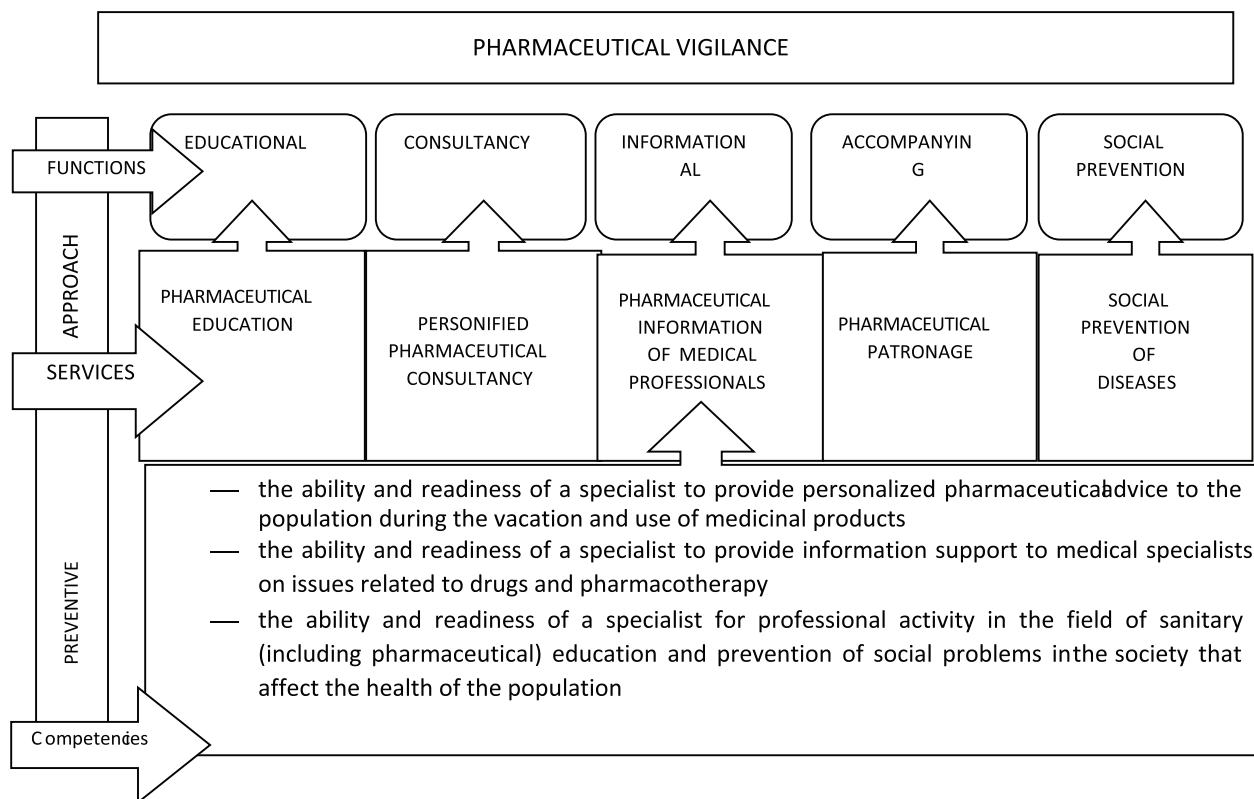 PHARMACEUTICAL VIGILANCE
FUNCTIONS
EDUCATIONAL
CONSULTANCY
INFORMATION
AL
ACCOMPANYIN
G
SOCIAL
PREVENTION
PREVENTIVE APPROACH
SERVICES
PHARMACEUTICAL
EDUCATION
PERSONIFIED
PHARMACEUTICAL
CONSULTANCY
PHARMACEUTICAL
INFORMATION
OF MEDICAL
PROFESSIONALS
PHARMACEUTICAL
PATRONAGE
SOCIAL
PREVENTION
OF
DISEASES
Competencies
— the ability and readiness of a specialist to provide personalized pharmaceutical advice to the
population during the vacation and use of medicinal products
— the ability and readiness of a specialist to provide information support to medical specialists
on issues related to drugs and pharmacotherapy
— the ability and readiness of a specialist for professional activity in the field of sanitary
(including pharmaceutical) education and prevention of social problems inthe society that
affect the health of the population